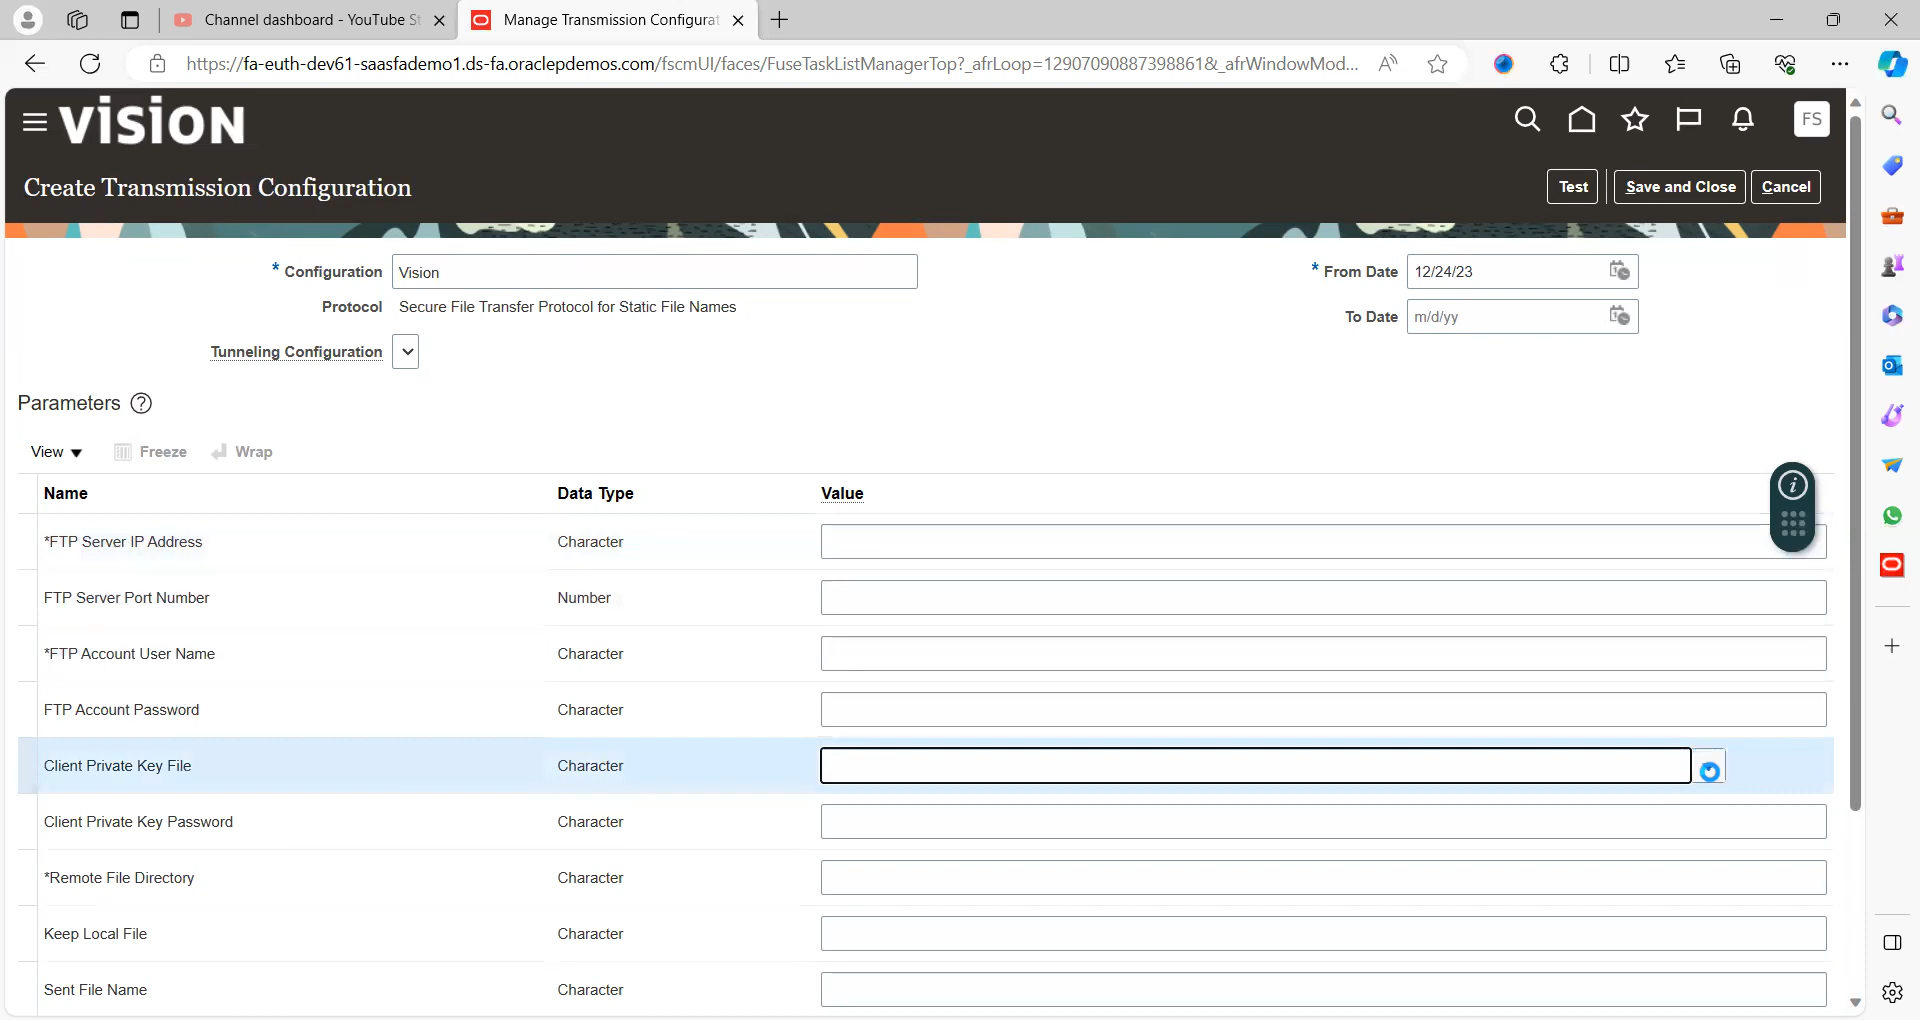 Channel dashboard - YouTube St
Manage Transmission Configurat
https://fa-euth-dev61-saasfademo1.ds-fa.oraclepdemos.com/fscmUI/faces/FuseTaskListManagerTop?_afrLoop=12907090887398861&_afrWindowMod...
VISION
FS
Create Transmission Configuration
Test
Save and Close
Cancel
* Configuration Vision
* From Date 12/24/23
Protocol Secure File Transfer Protocol for Static File Names
To Date m/d/yy
Tunneling Configuration
Parameters ?
View Freeze Wrap
Name Data Type Value
*FTP Server IP Address Character
FTP Server Port Number Number
*FTP Account User Name Character
FTP Account Password Character
Client Private Key File Character
Client Private Key Password Character
*Remote File Directory Character
Keep Local File Character
Sent File Name Character